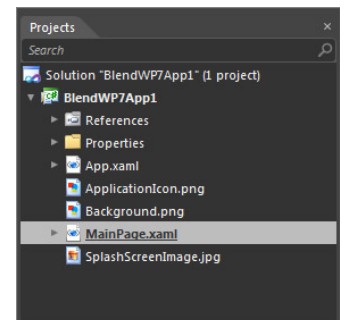 Projects
Search
Solution "BlendWP7App1" (1 project)
BlendWP7App1
References
Properties
App.xaml
ApplicationIcon.png
Background.png
MainPage.xaml
SplashScreenImage.jpg